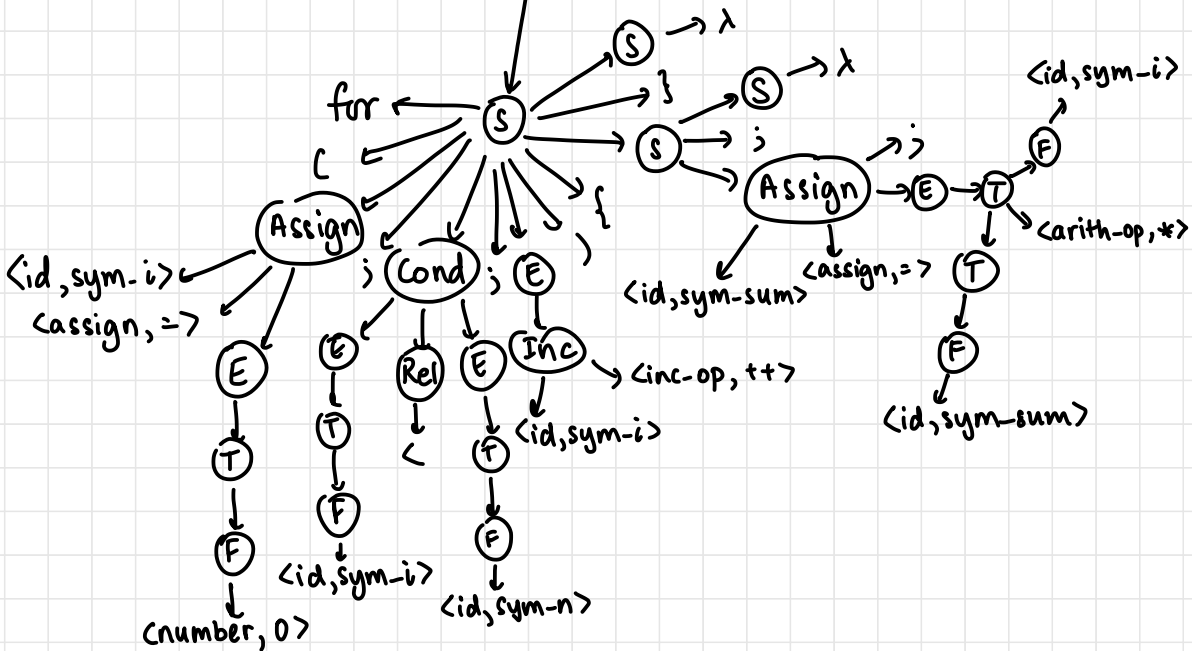 S → λ
}
S → λ
<id,sym-i>
for
S
S
;
;
F
(
Assign
Assign
E
T
{
)
<arith-op,*>
<id,sym-i>
;
Cond
;
E
<id,sym-sum>
<assign,=>
T
<assign,=>
E
E
Rel
E
Inc
<inc-op,++>
F
T
T
<
T
<id,sym-i>
<id,sym-sum>
F
F
F
<id,sym-i>
<id,sym-n>
<number,0>